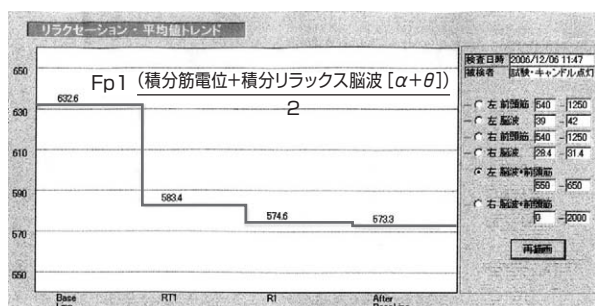 リラクセーション・平均値トレンド
Fp1 (積分筋電位+積分リラックス脳波[α+θ])
2
650
630
610
590
570
550
632.6
583.4
574.6
573.3
Base Line
RT1
R1
After BaseLine
検査日時 2006/12/06 11:47
被検者 試験・キャンドル点灯
左 前頭筋 540 - 1250
左 脳波 39 - 42
右 前頭筋 540 - 1250
右 脳波 28.4 - 31.4
左 脳波+前頭筋
550 - 650
右 脳波+前頭筋
0 - 2000
再描画